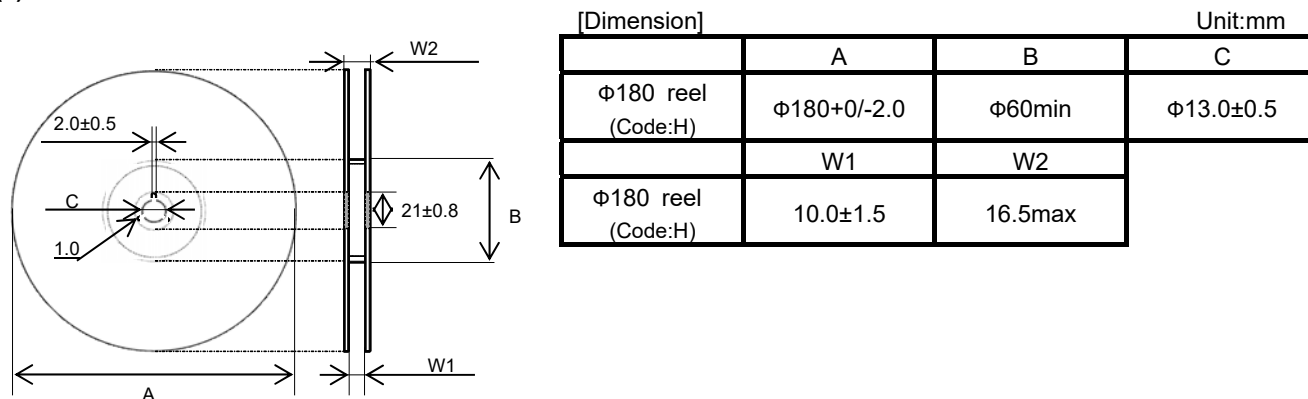 W2
2.0±0.5
C
21±0.8
B
1.0
W1
A
[Dimension] Unit:mm
A B C
Φ180 reel (Code:H) Φ180+0/-2.0 Φ60min Φ13.0±0.5
W1 W2
Φ180 reel (Code:H) 10.0±1.5 16.5max